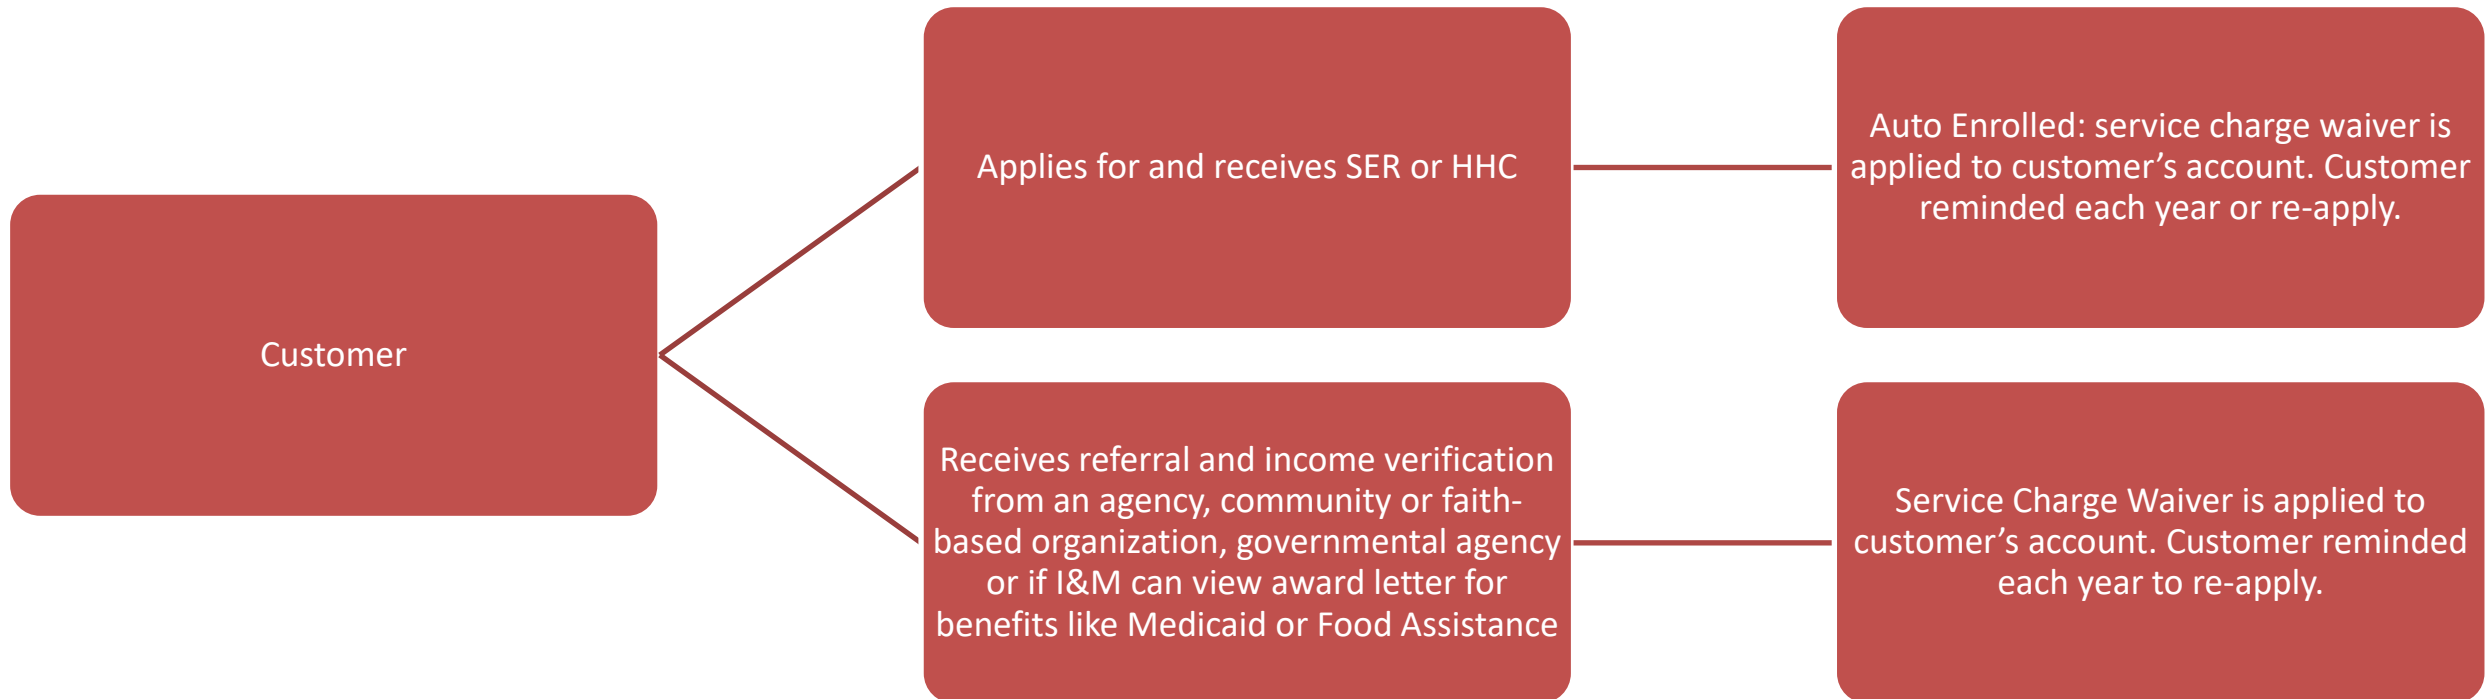 Customer
Applies for and receives SER or HHC
Auto Enrolled: service charge waiver is
applied to customer’s account. Customer
reminded each year or re-apply.
Receives referral and income verification
from an agency, community or faith-
based organization, governmental agency
or if I&M can view award letter for
benefits like Medicaid or Food Assistance
Service Charge Waiver is applied to
customer’s account. Customer reminded
each year to re-apply.